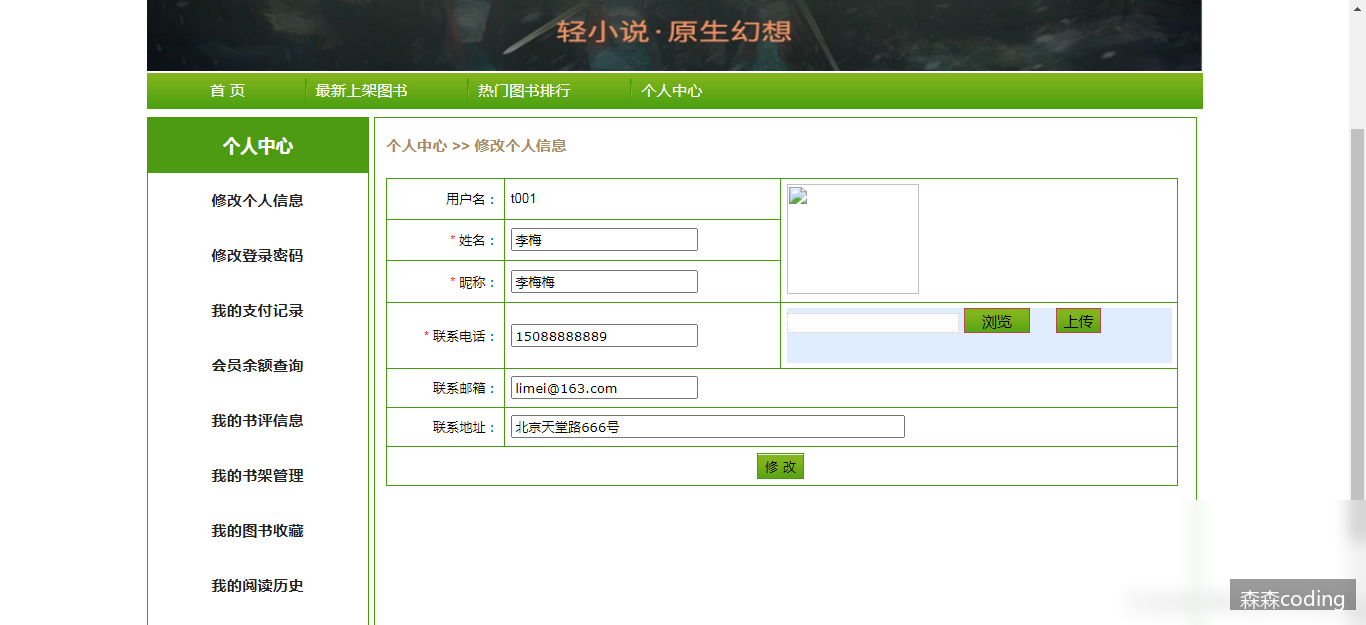 轻小说·原生幻想
首 页 最新上架图书 热门图书排行 个人中心
个人中心
修改个人信息
修改登录密码
我的支付记录
会员余额查询
我的书评信息
我的书架管理
我的图书收藏
我的阅读历史
个人中心 >> 修改个人信息
用户名： t001
* 姓名： 李梅
* 昵称： 李梅梅
* 联系电话： 15088888889
浏览 上传
联系邮箱： limei@163.com
联系地址： 北京天堂路666号
修 改
森森coding